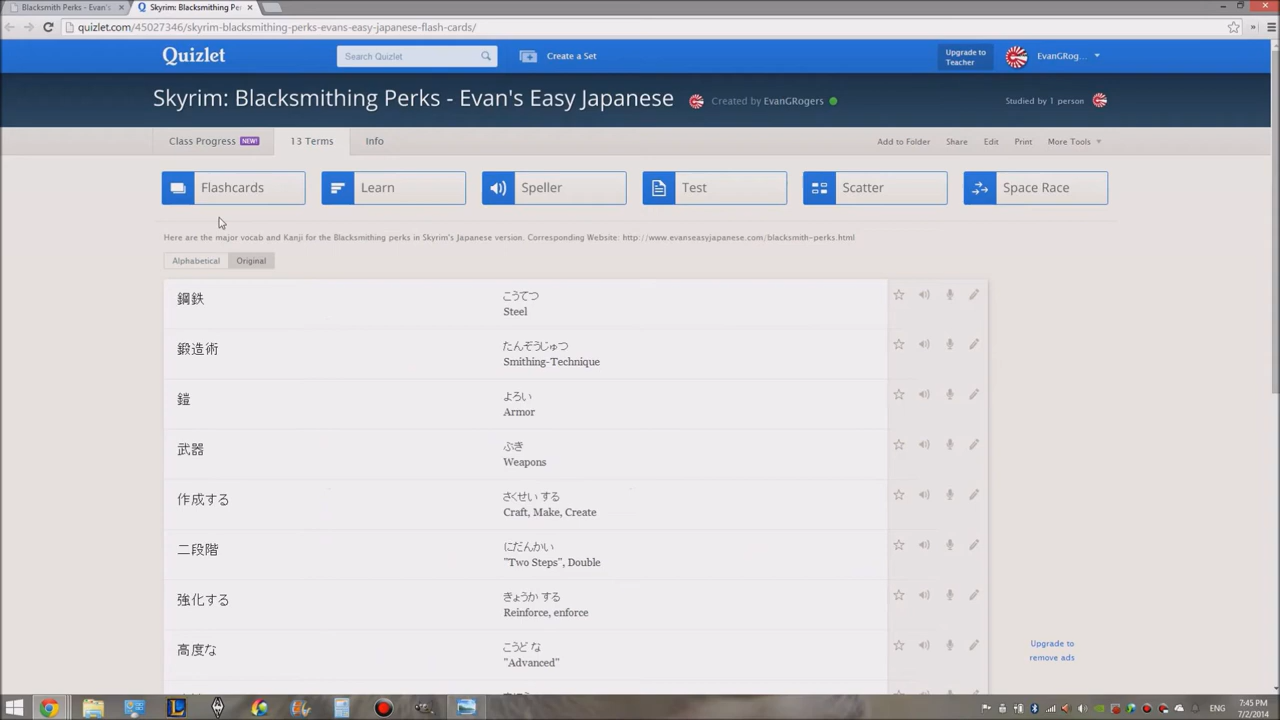 Blacksmith Perks - Evan's
Skyrim: Blacksmithing Perks
quizlet.com/45027346/skyrim-blacksmithing-perks-evans-easy-japanese-flash-cards/
Quizlet
Search Quizlet
Create a Set
Upgrade to
Teacher
EvanGRog...
Skyrim: Blacksmithing Perks - Evan's Easy Japanese
Created by EvanGRogers
Studied by 1 person
Class Progress NEW!
13 Terms
Info
Add to Folder
Share
Edit
Print
More Tools
Flashcards
Learn
Speller
Test
Scatter
Space Race
Here are the major vocab and Kanji for the Blacksmithing perks in Skyrim's Japanese version. Corresponding Website: http://www.evanseasyjapanese.com/blacksmith-perks.html
Alphabetical
Original
鋼鉄
こうてつ
Steel
鍛造術
たんぞうじゅつ
Smithing-Technique
鎧
よろい
Armor
武器
ぶき
Weapons
作成する
さくせい する
Craft, Make, Create
二段階
にだんかい
"Two Steps", Double
強化する
きょうか する
Reinforce, enforce
高度な
こうど な
"Advanced"
Upgrade to
remove ads
ENG
7:45 PM
7/2/2014